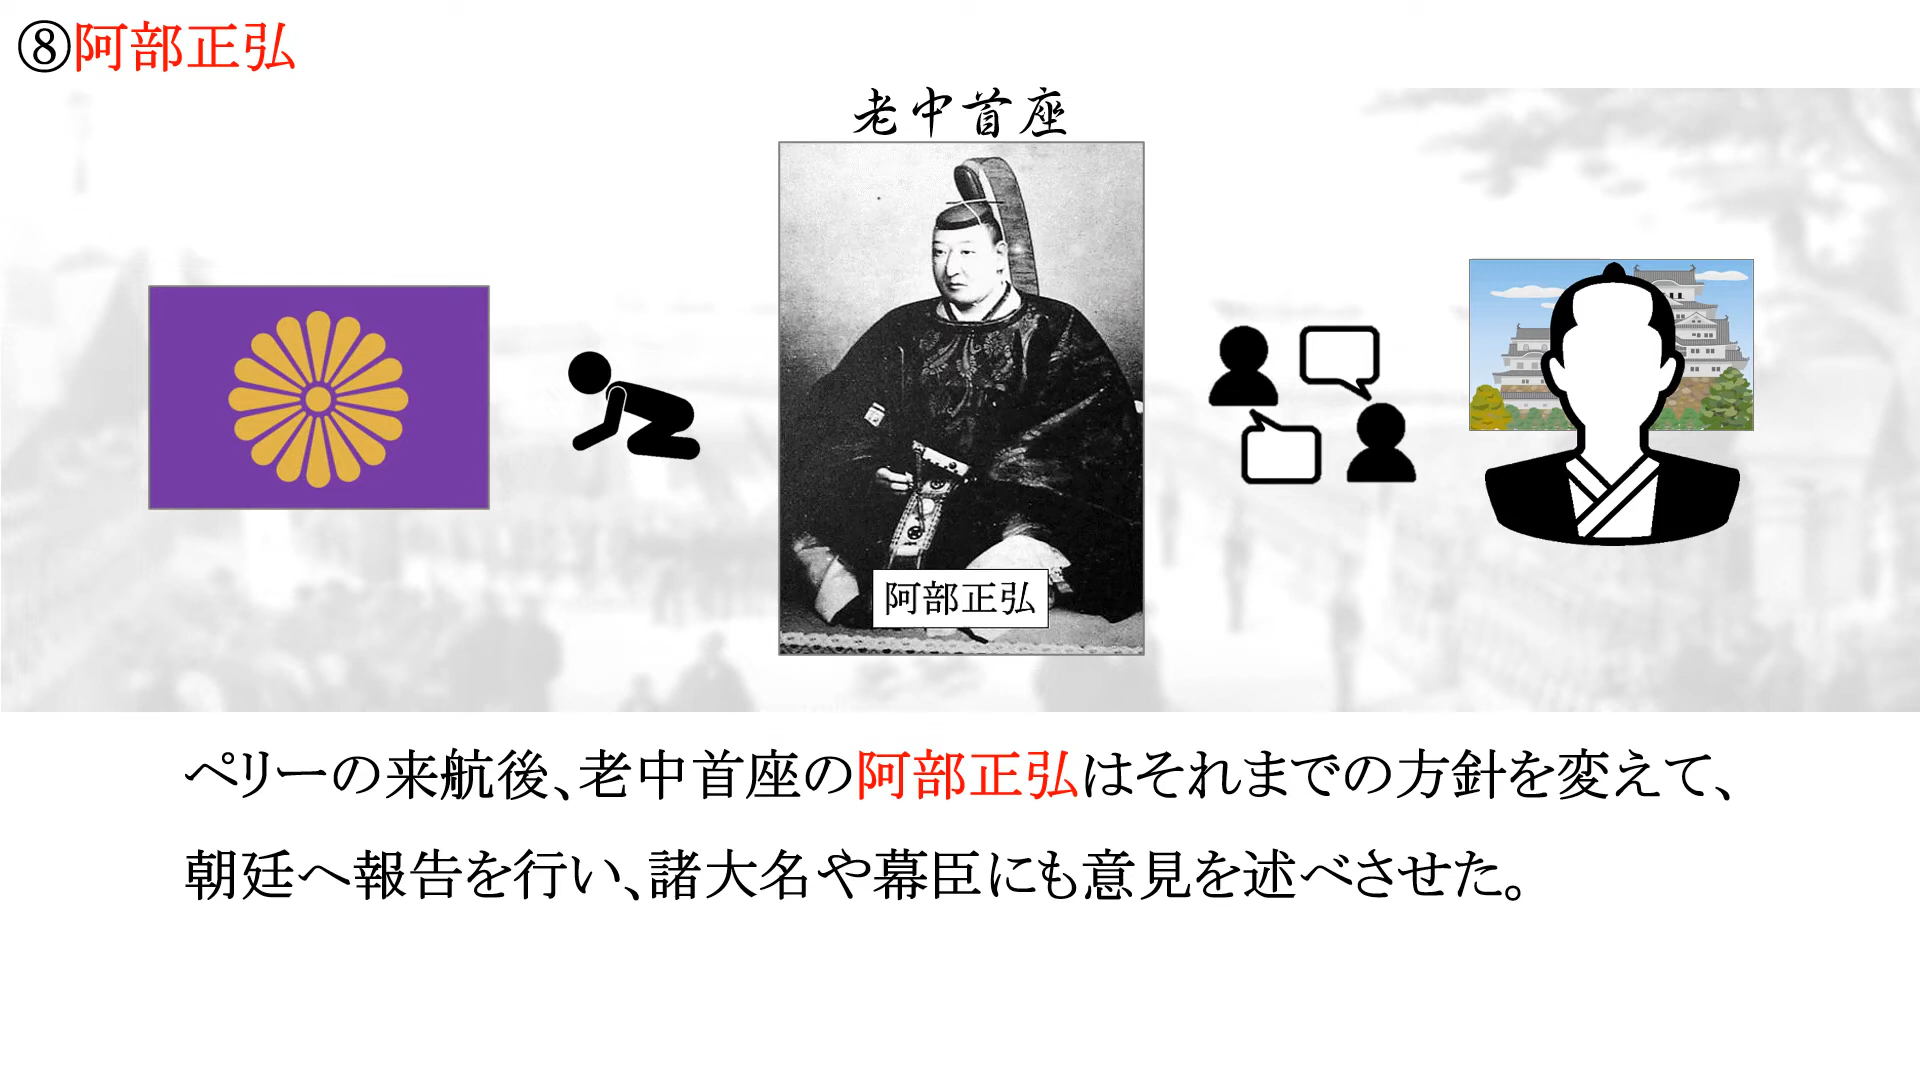 ⑧阿部正弘
老中首座
阿部正弘
ペリーの来航後、老中首座の阿部正弘はそれまでの方針を変えて、
朝廷へ報告を行い、諸大名や幕臣にも意見を述べさせた。